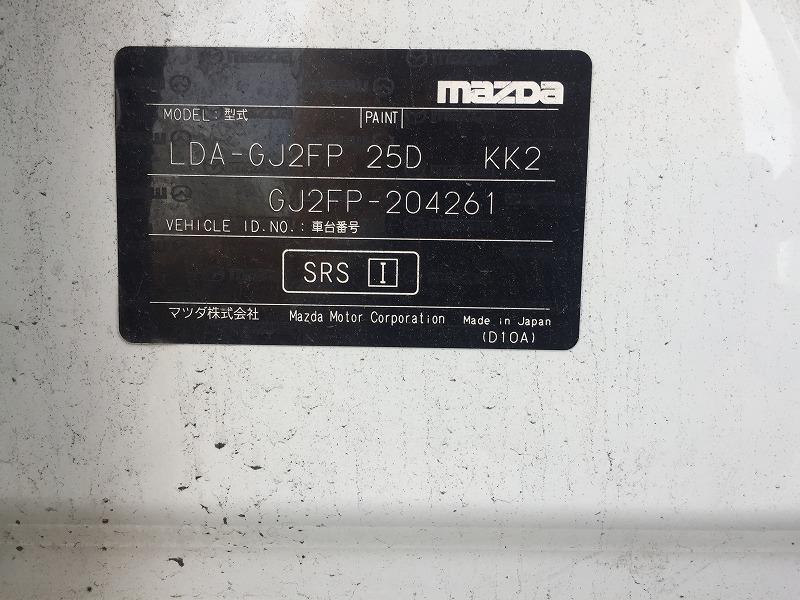 mazda
MODEL:型式 PAINT
LDA-GJ2FP 25D KK2
GJ2FP-204261
VEHICLE ID.NO.:車台番号
SRS I
マツダ株式会社 Mazda Motor Corporation Made in Japan
(D10A)